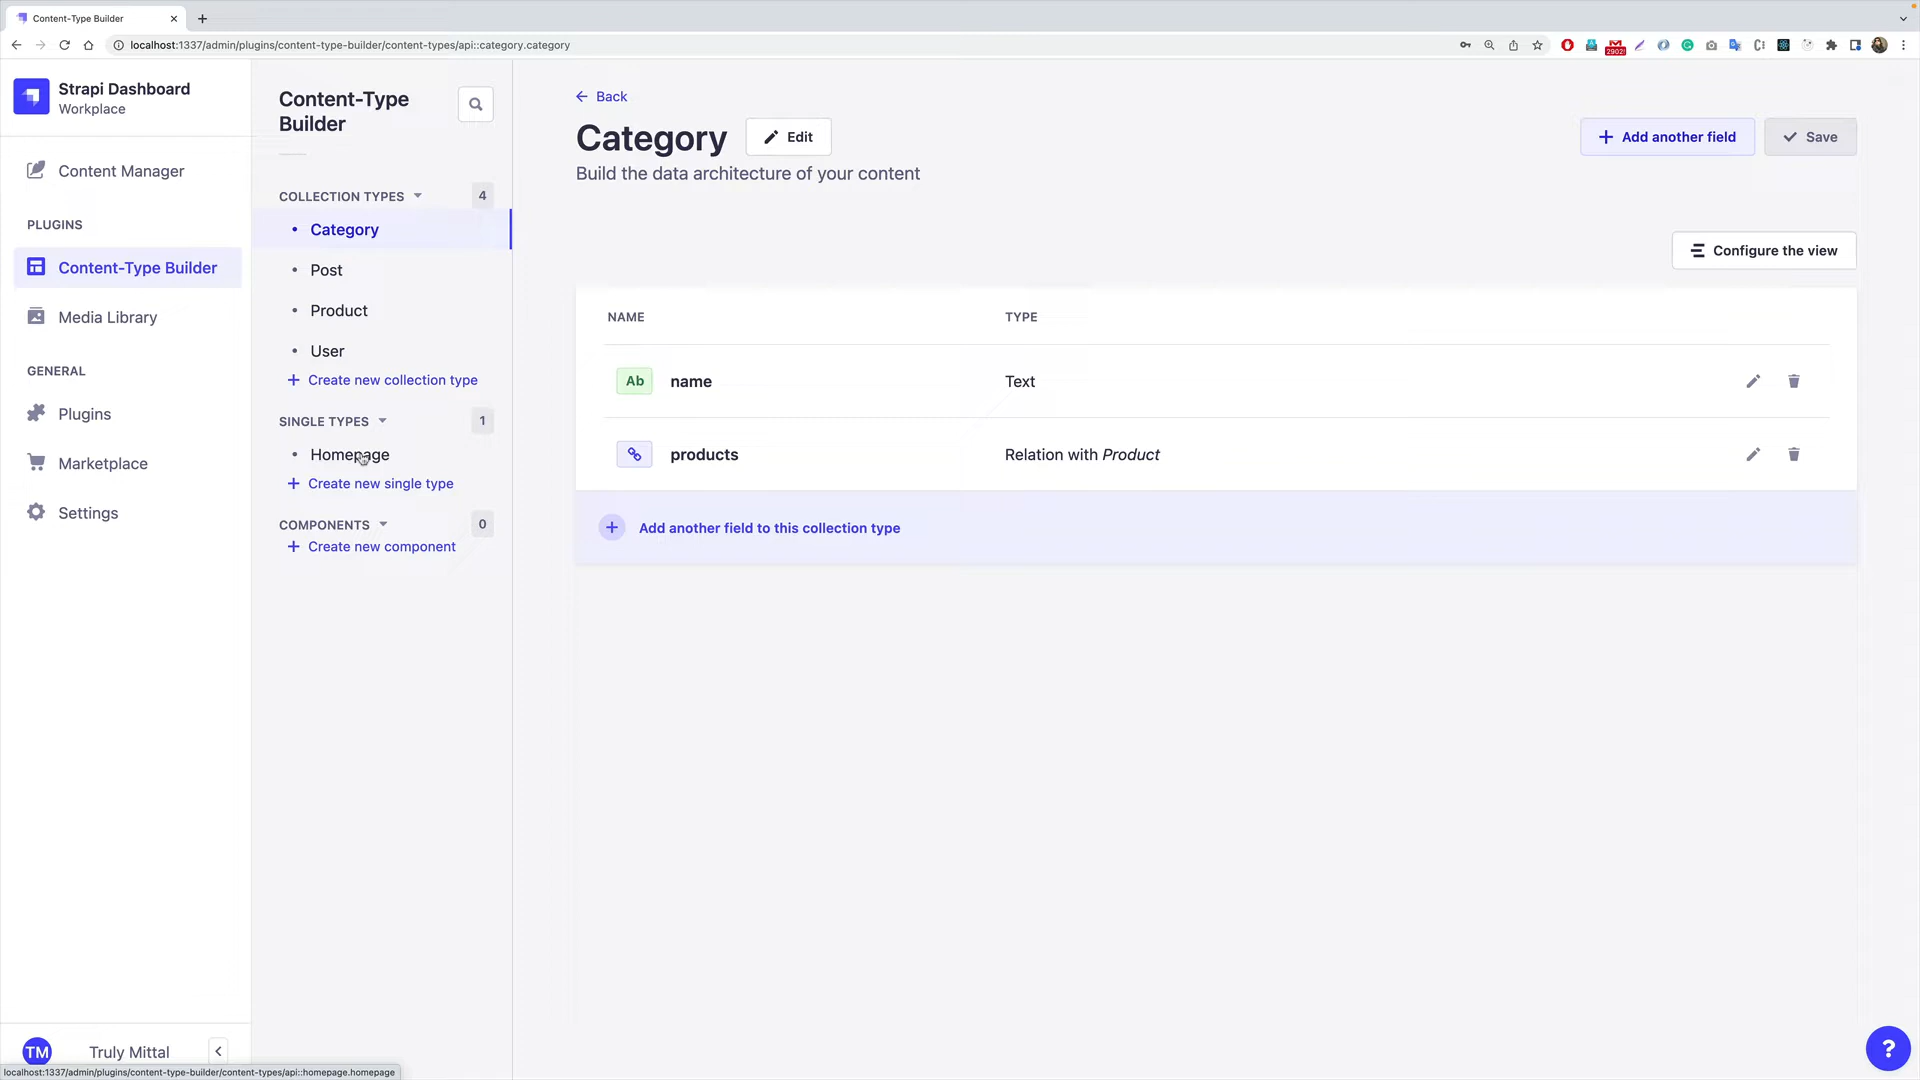 Content-Type Builder
localhost:1337/admin/plugins/content-type-builder/content-types/api::category.category
Strapi Dashboard
Workplace
Content Manager
PLUGINS
Content-Type Builder
Media Library
GENERAL
Plugins
Marketplace
Settings
TM
Truly Mittal
localhost:1337/admin/plugins/content-type-builder/content-types/api::homepage.homepage
Content-Type
Builder
COLLECTION TYPES 4
Category
Post
Product
User
Create new collection type
SINGLE TYPES 1
Homepage
Create new single type
COMPONENTS 0
Create new component
Back
Category
Edit
Add another field
Save
Build the data architecture of your content
Configure the view
NAME TYPE
Ab name Text
products Relation with Product
Add another field to this collection type
?